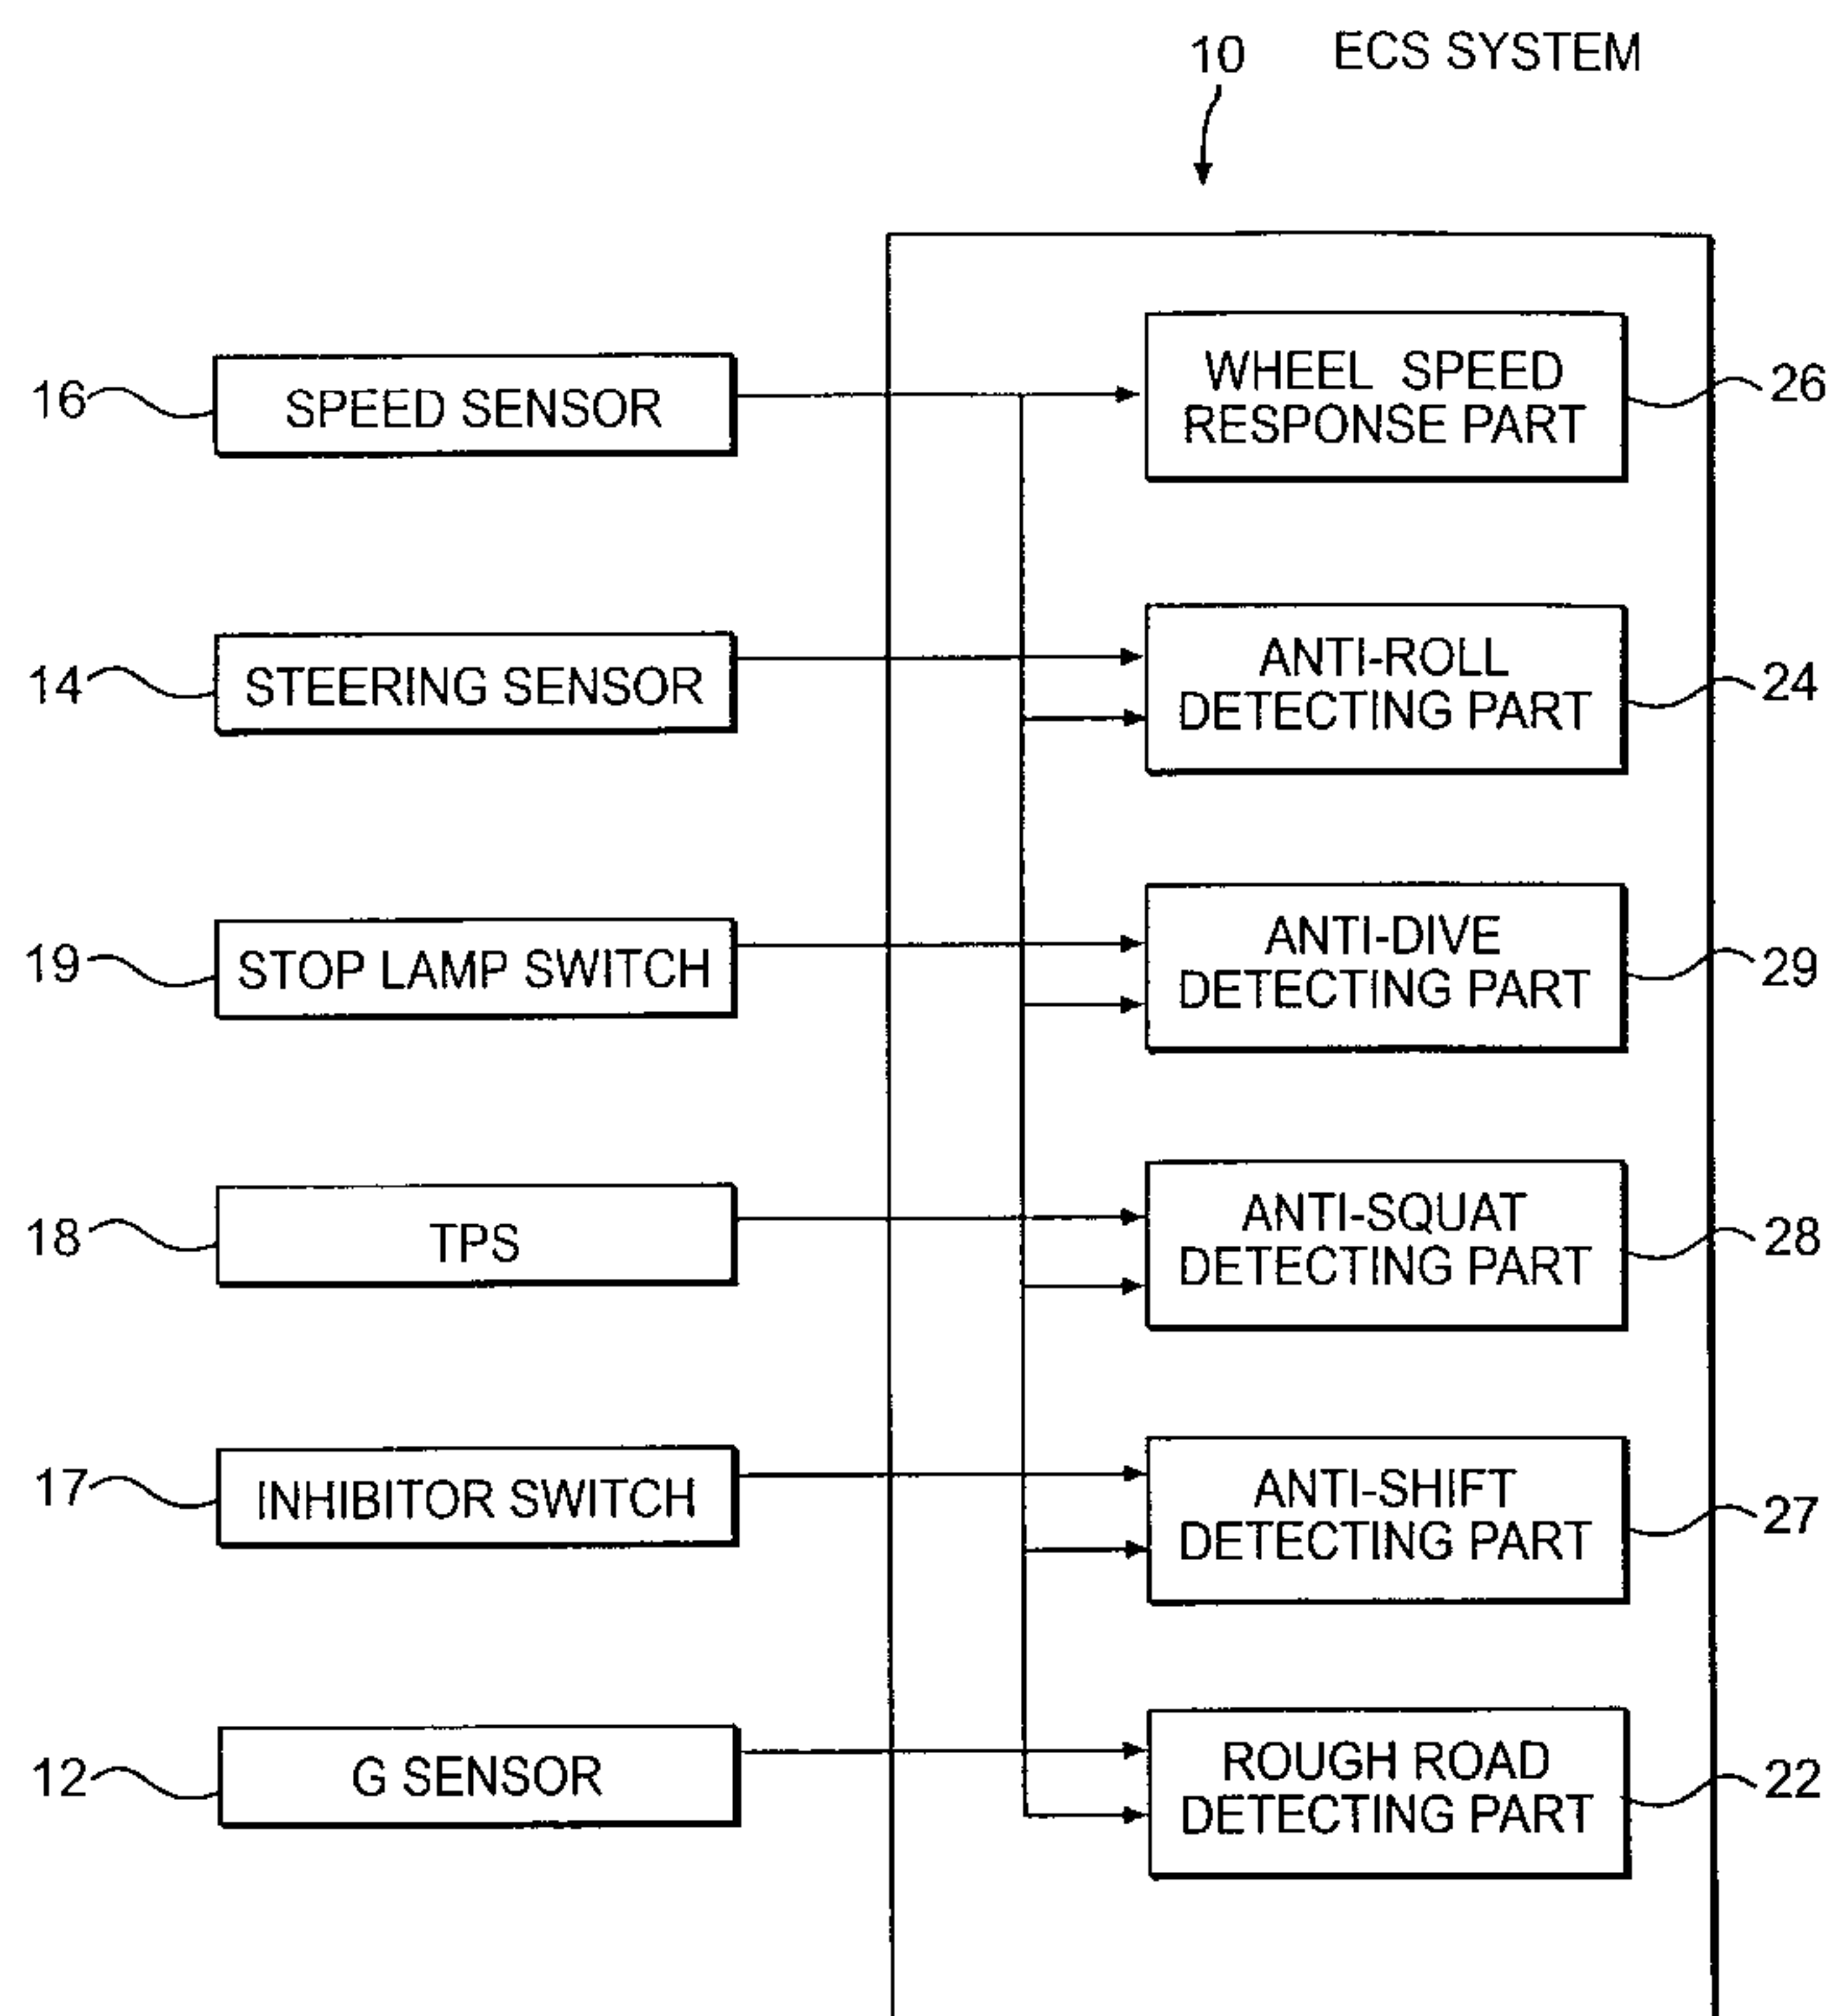 10 ECS SYSTEM
16 SPEED SENSOR
WHEEL SPEED
RESPONSE PART
26
14 STEERING SENSOR
ANTI-ROLL
DETECTING PART
24
19 STOP LAMP SWITCH
ANTI-DIVE
DETECTING PART
29
18 TPS
ANTI-SQUAT
DETECTING PART
28
17 INHIBITOR SWITCH
ANTI-SHIFT
DETECTING PART
27
12 G SENSOR
ROUGH ROAD
DETECTING PART
22